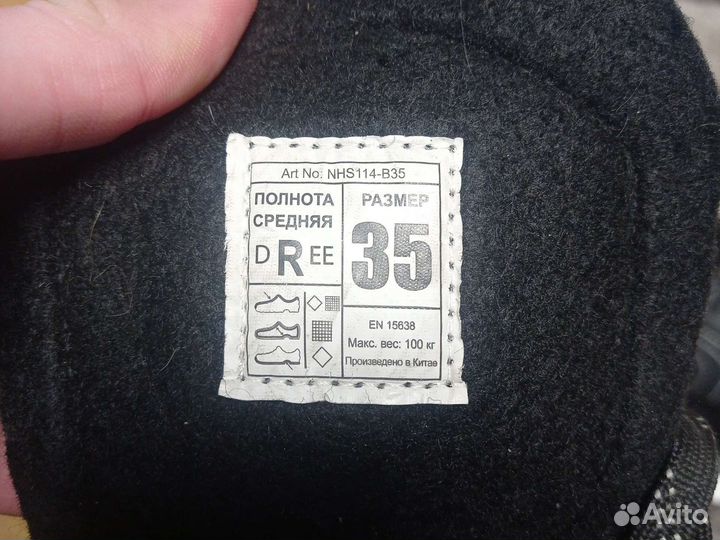 Art No: NHS114-B35
ПОЛНОТА
СРЕДНЯЯ
D R EE
РАЗМЕР
35
EN 15638
Макс. вес: 100 кг
Произведено в Китае
Avito